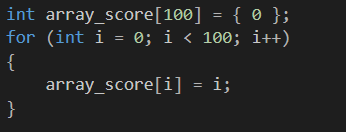 int array_score[100] = { 0 };
for (int i = 0; i < 100; i++)
{
    array_score[i] = i;
}